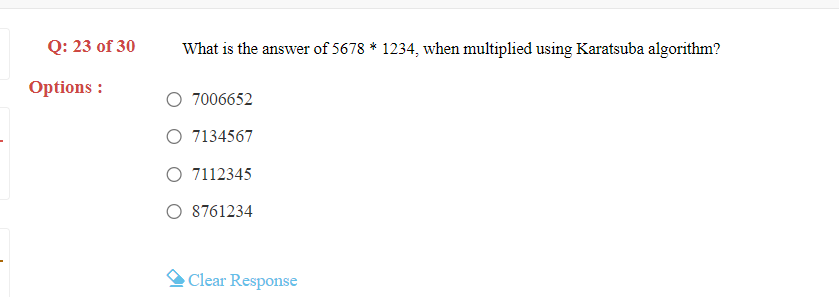 Q: 23 of 30 What is the answer of 5678 * 1234, when multiplied using Karatsuba algorithm?
Options :
7006652
7134567
7112345
8761234
Clear Response